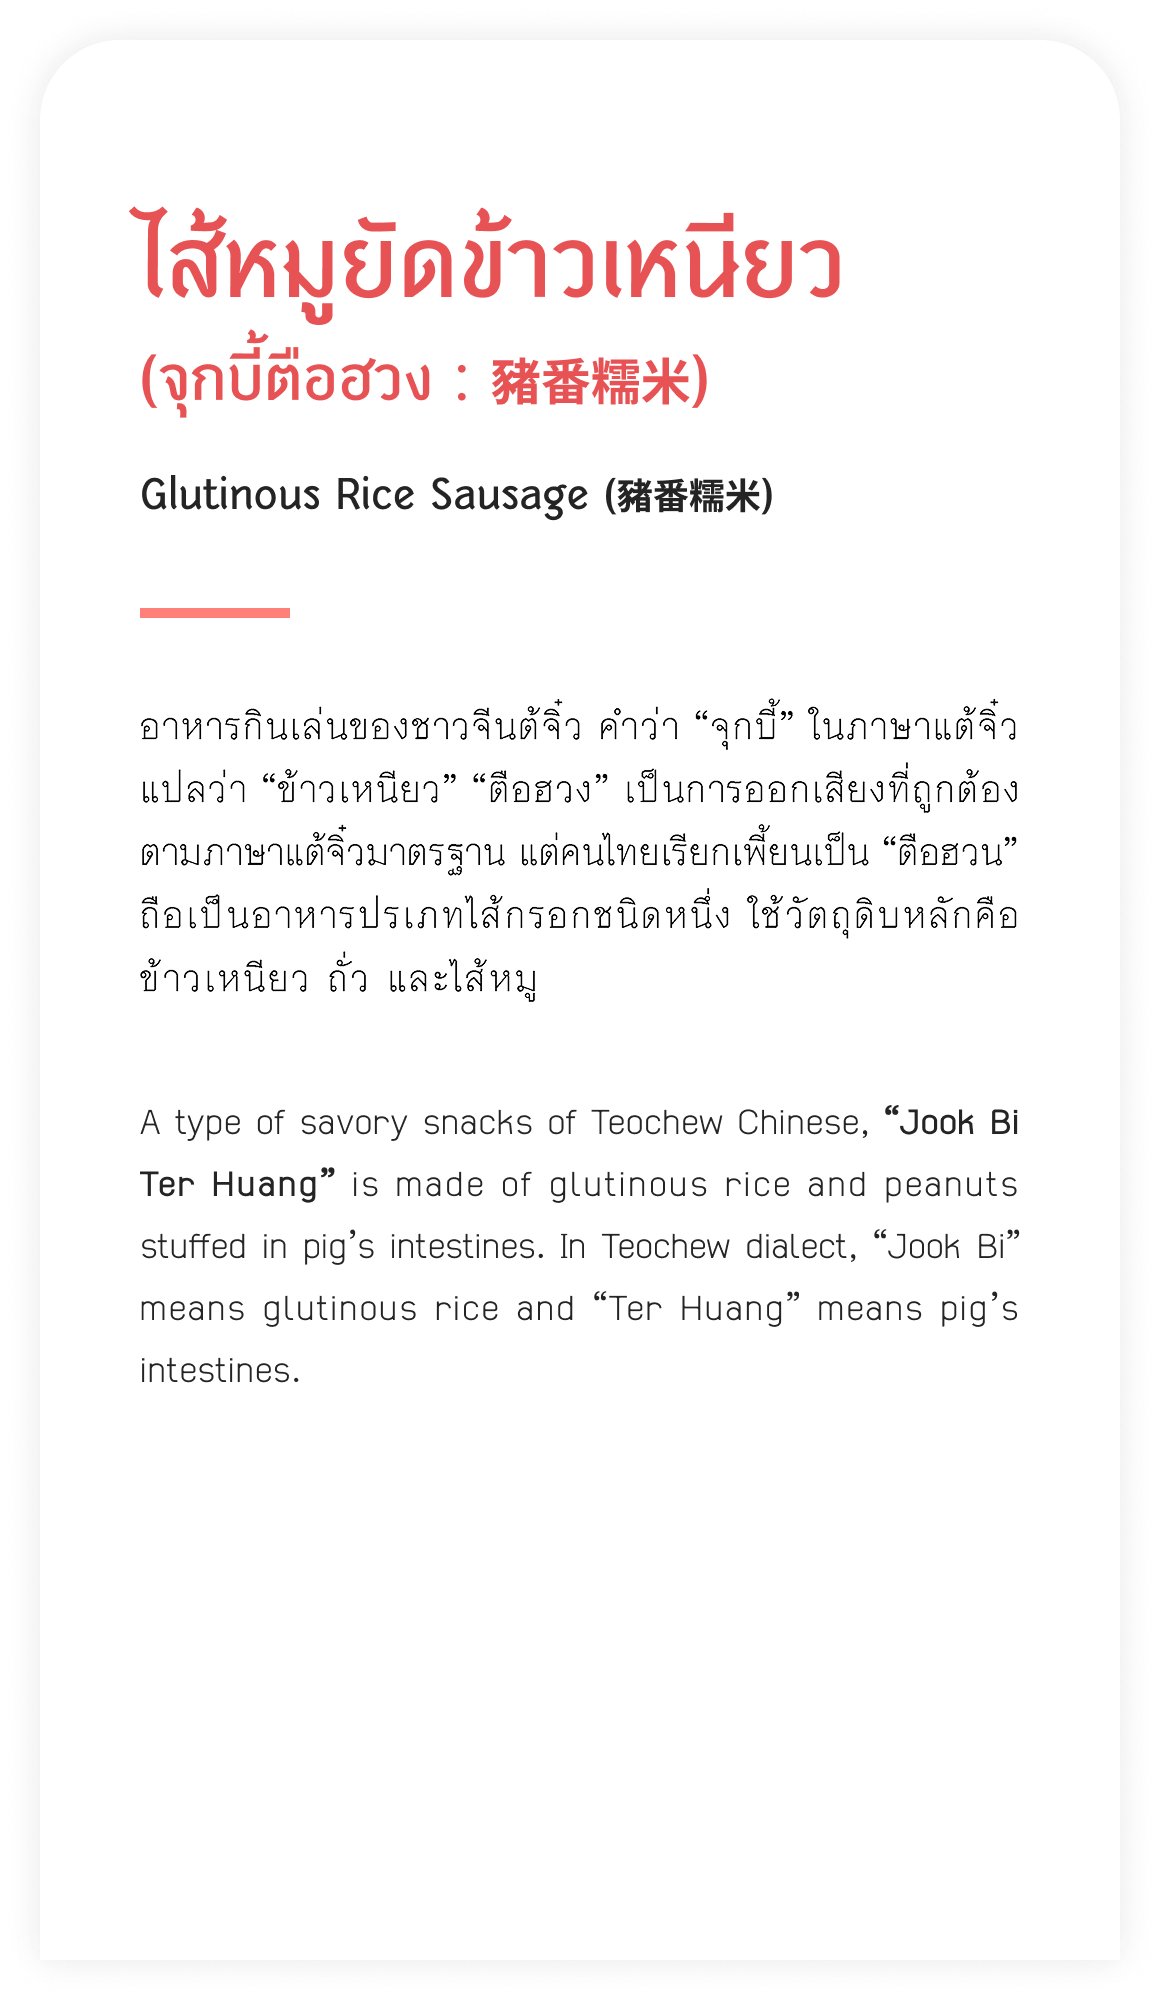 ไส้หมูยัดข้าวเหนียว
(จุกบี้ตือฮวง : 豬番糯米)
Glutinous Rice Sausage (豬番糯米)
อาหารกินเล่นของชาวจีนต้จิ๋ว คำว่า “จุกบี้” ในภาษาแต้จิ๋ว
แปลว่า “ข้าวเหนียว” “ตือฮวง” เป็นการออกเสียงที่ถูกต้อง
ตามภาษาแต้จิ๋วมาตรฐาน แต่คนไทยเรียกเพี้ยนเป็น “ตือฮวน”
ถือเป็นอาหารปรเภทไส้กรอกชนิดหนึ่ง ใช้วัตถุดิบหลักคือ
ข้าวเหนียว ถั่ว และไส้หมู
A type of savory snacks of Teochew Chinese, “Jook Bi
Ter Huang” is made of glutinous rice and peanuts
stuffed in pig’s intestines. In Teochew dialect, “Jook Bi”
means glutinous rice and “Ter Huang” means pig’s
intestines.